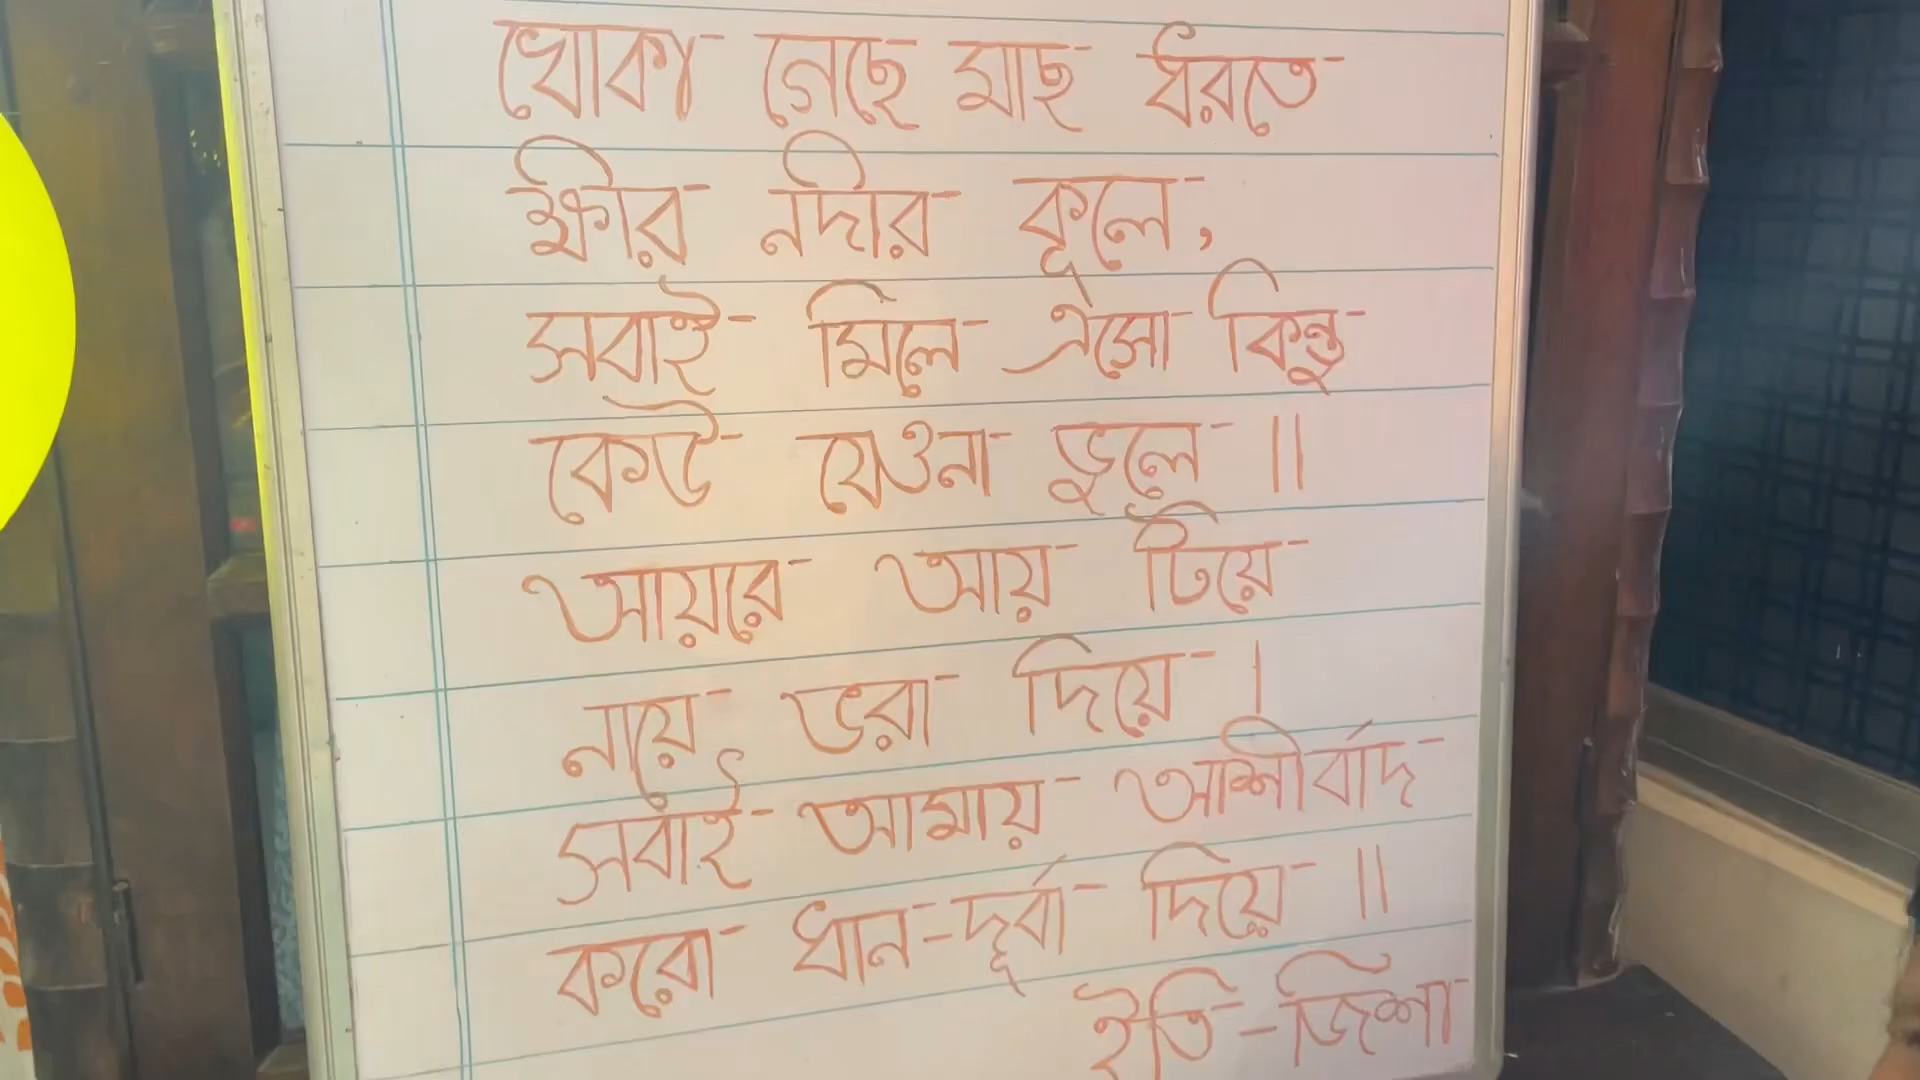 খোকা গেছে মাছ ধরতে
ক্ষীর নদীর কূলে,
সবাই মিলে এসো কিন্তু
কেউ যেওনা ভুলে ॥
আয়রে আয় টিয়ে
নায়ে ভরা দিয়ে ।
সবাই আমায় আশীর্বাদ
করো ধান-দূর্বা দিয়ে ॥
ইতি-জিশা